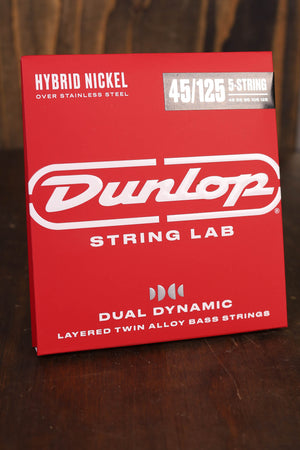 HYBRID NICKEL
OVER STAINLESS STEEL
45/125
5-STRING
Dunlop®
STRING LAB
DUAL DYNAMIC
LAYERED TWIN ALLOY BASS STRINGS